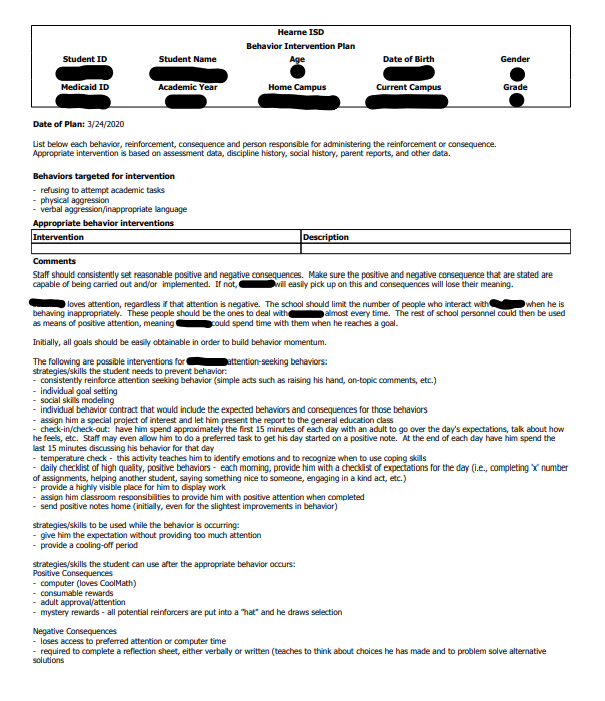 Hearne ISD
Behavior Intervention Plan
Student ID Student Name Age Date of Birth Gender
Medicaid ID Academic Year Home Campus Current Campus Grade
Date of Plan: 3/24/2020
List below each behavior, reinforcement, consequence and person responsible for administering the reinforcement or consequence.
Appropriate intervention is based on assessment data, discipline history, social history, parent reports, and other data.
Behaviors targeted for intervention
- refusing to attempt academic tasks
- physical aggression
- verbal aggression/inappropriate language
Appropriate behavior interventions
Intervention Description
Comments
Staff should consistently set reasonable positive and negative consequences. Make sure the positive and negative consequence that are stated are
capable of being carried out and/or implemented. If not, will easily pick up on this and consequences will lose their meaning.
loves attention, regardless if that attention is negative. The school should limit the number of people who interact with when he is
behaving inappropriately. These people should be the ones to deal with almost every time. The rest of school personnel could then be used
as means of positive attention, meaning could spend time with them when he reaches a goal.
Initially, all goals should be easily obtainable in order to build behavior momentum.
The following are possible interventions for attention-seeking behaviors:
strategies/skills the student needs to prevent behavior:
- consistently reinforce attention seeking behavior (simple acts such as raising his hand, on-topic comments, etc.)
- individual goal setting
- social skills modeling
- individual behavior contract that would include the expected behaviors and consequences for those behaviors
- assign him a special project of interest and let him present the report to the general education class
- check-in/check-out: have him spend approximately the first 15 minutes of each day with an adult to go over the day's expectations, talk about how
he feels, etc. Staff may even allow him to do a preferred task to get his day started on a positive note. At the end of each day have him spend the
last 15 minutes discussing his behavior for that day
- temperature check - this activity teaches him to identify emotions and to recognize when to use coping skills
- daily checklist of high quality, positive behaviors - each morning, provide him with a checklist of expectations for the day (i.e., completing 'x' number
of assignments, helping another student, saying something nice to someone, engaging in a kind act, etc.)
- provide a highly visible place for him to display work
- assign him classroom responsibilities to provide him with positive attention when completed
- send positive notes home (initially, even for the slightest improvements in behavior)
strategies/skills to be used while the behavior is occurring:
- give him the expectation without providing too much attention
- provide a cooling-off period
strategies/skills the student can use after the appropriate behavior occurs:
Positive Consequences
- computer (loves CoolMath)
- consumable rewards
- adult approval/attention
- mystery rewards - all potential reinforcers are put into a "hat" and he draws selection
Negative Consequences
- loses access to preferred attention or computer time
- required to complete a reflection sheet, either verbally or written (teaches to think about choices he has made and to problem solve alternative
solutions